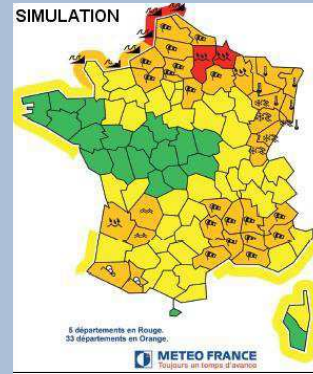 SIMULATION
5 départements en Rouge.
33 départements en Orange.
METEO FRANCE
Toujours un temps d'avance